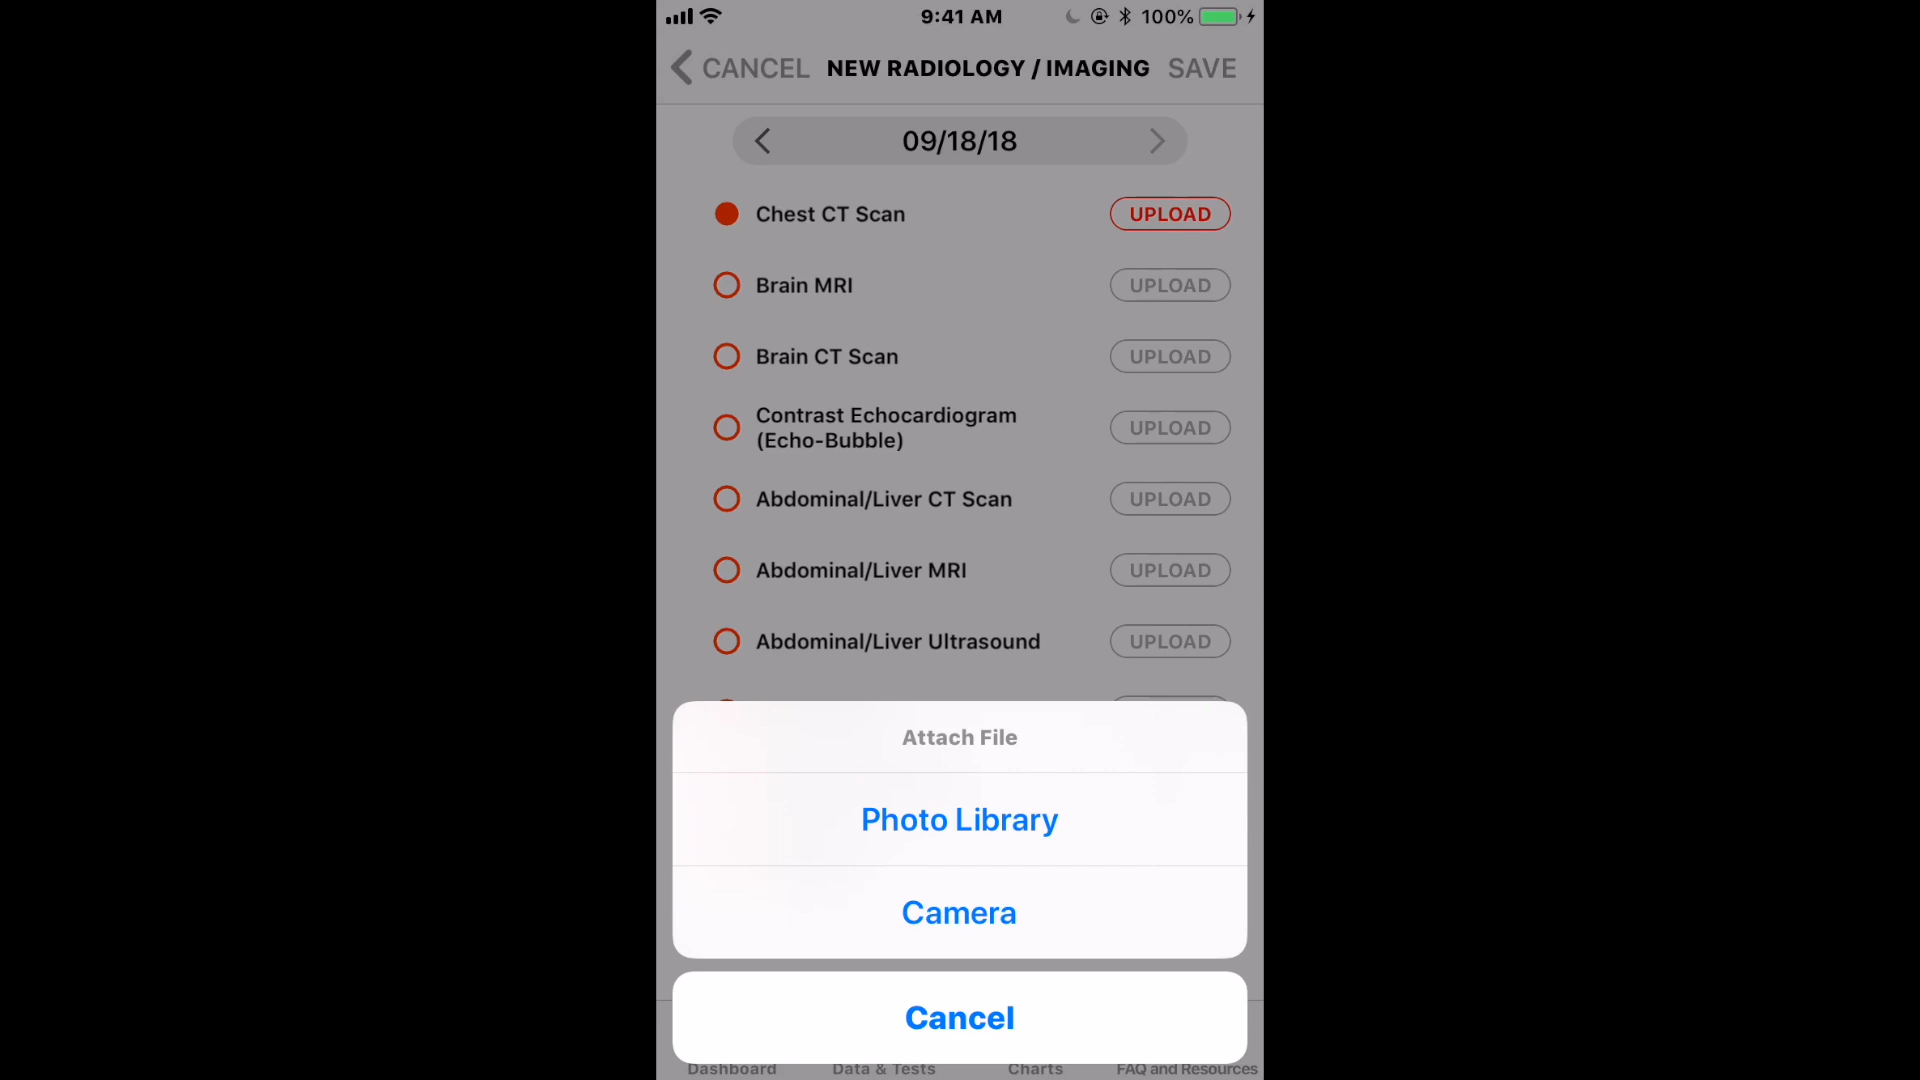 9:41 AM
100%
CANCEL
NEW RADIOLOGY / IMAGING
SAVE
09/18/18
Chest CT Scan
UPLOAD
Brain MRI
UPLOAD
Brain CT Scan
UPLOAD
Contrast Echocardiogram
(Echo-Bubble)
UPLOAD
Abdominal/Liver CT Scan
UPLOAD
Abdominal/Liver MRI
UPLOAD
Abdominal/Liver Ultrasound
UPLOAD
Attach File
Photo Library
Camera
Cancel
Dashboard
Data & Tests
Charts
FAQ and Resources